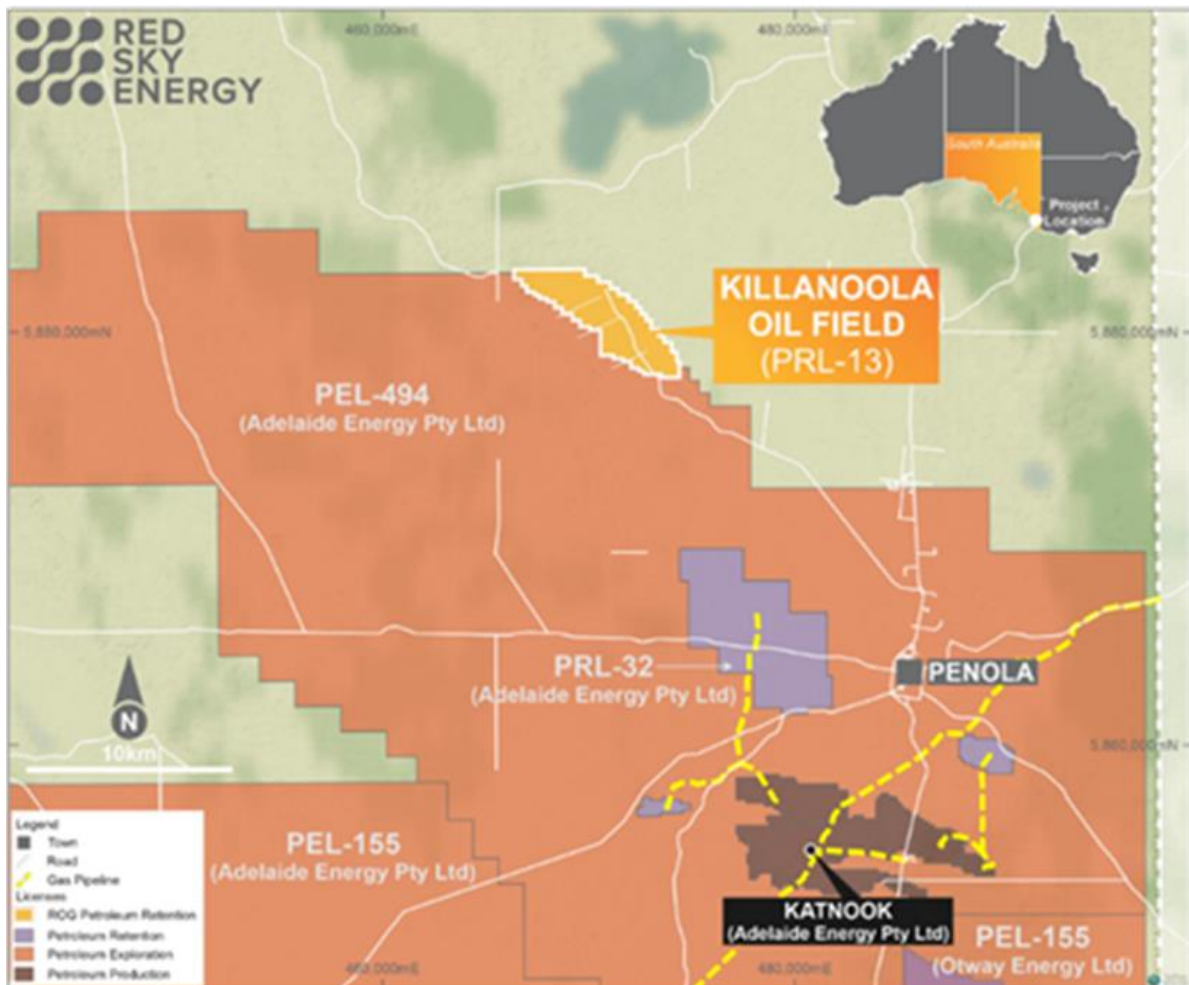 RED
SKY
ENERGY
460,000mE
480,000mE
South Australia
Project
Location
KILLANOOLA
OIL FIELD
(PRL-13)
5,880,000mN
5,880,000mN
PEL-494
(Adelaide Energy Pty Ltd)
PRL-32
(Adelaide Energy Pty Ltd)
PENOLA
N
10km
5,860,000mN
Legend
Town
Road
Gas Pipeline
Licenses
ROG Petroleum Retention
Petroleum Retention
Petroleum Exploration
Petroleum Production
PEL-155
(Adelaide Energy Pty Ltd)
KATNOOK
(Adelaide Energy Pty Ltd)
PEL-155
(Otway Energy Ltd)
460,000mE
480,000mE